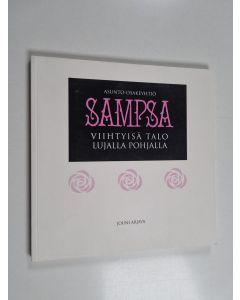 ASUNTO-OSAKEYHTIÖ
SAMPSA
VIIHTYISÄ TALO
LUJALLA POHJALLA
JOUNI ARJAVA